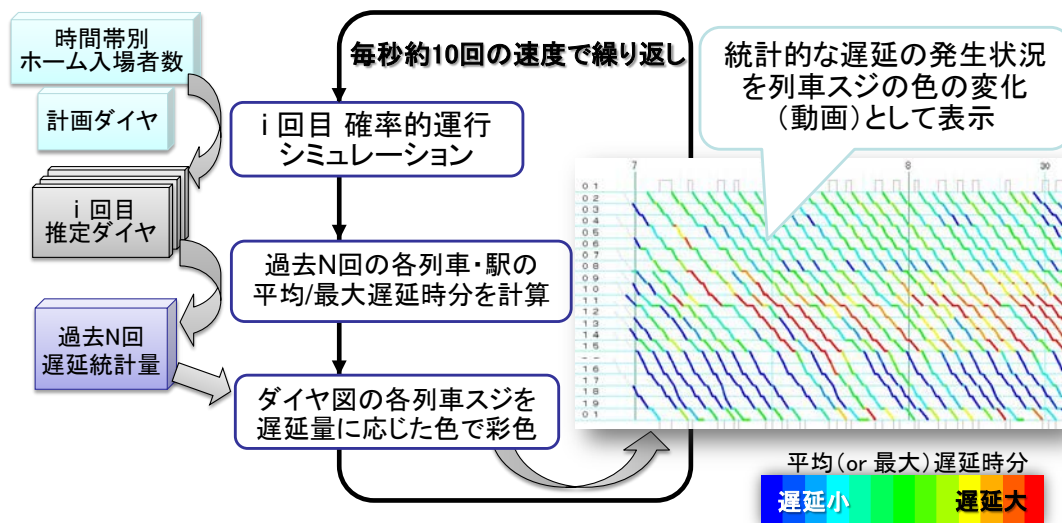 時間帯別
ホーム入場者数
計画ダイヤ
i 回目
推定ダイヤ
過去N回
遅延統計量
毎秒約10回の速度で繰り返し
i 回目 確率的運行
シミュレーション
過去N回の各列車・駅の
平均/最大遅延時分を計算
ダイヤ図の各列車スジを
遅延量に応じた色で彩色
統計的な遅延の発生状況
を列車スジの色の変化
(動画)として表示
7 8 30
01
02
03
04
05
06
07
08
09
10
11
12
13
14
15
--
16
17
18
19
01
平均(or 最大)遅延時分
遅延小 遅延大